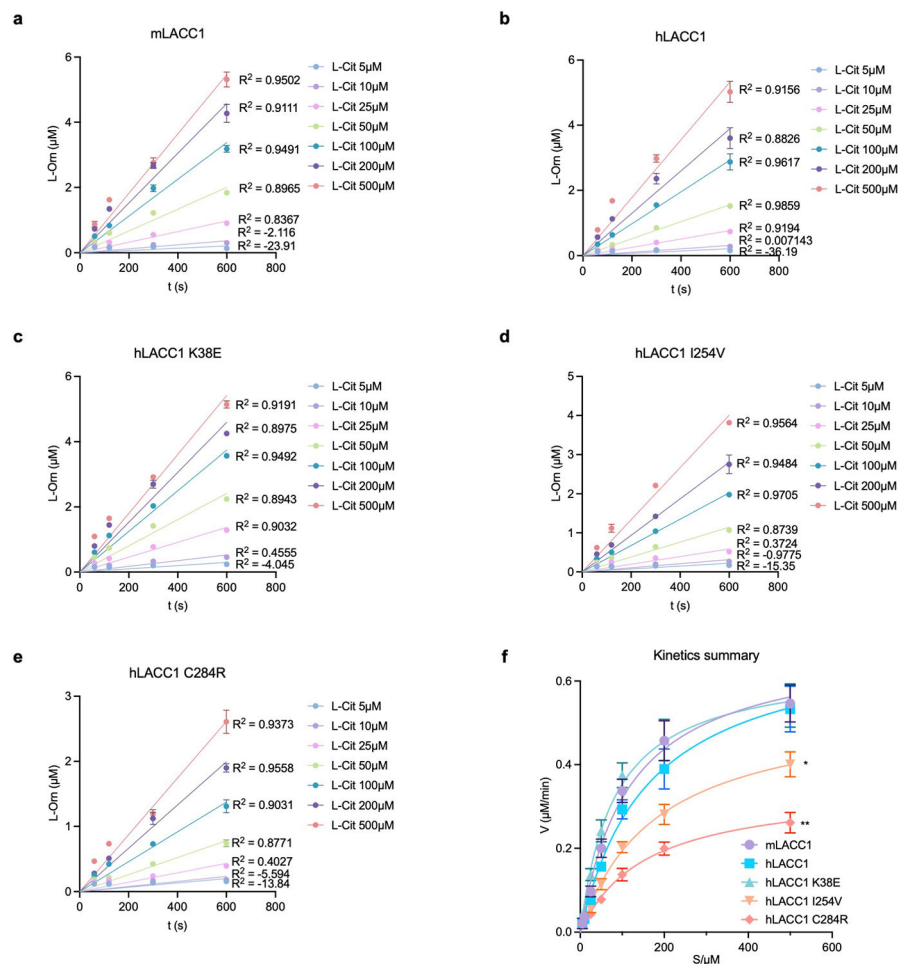 a
mLACC1
L-Orn (µM)
6
4
2
0
0 200 400 600 800
t (s)
R² = 0.9502
R² = 0.9111
R² = 0.9491
R² = 0.8965
R² = 0.8367
R² = -2.116
R² = -23.91
L-Cit 5µM
L-Cit 10µM
L-Cit 25µM
L-Cit 50µM
L-Cit 100µM
L-Cit 200µM
L-Cit 500µM
b
hLACC1
L-Orn (µM)
6
4
2
0
0 200 400 600 800
t (s)
R² = 0.9156
R² = 0.8826
R² = 0.9617
R² = 0.9859
R² = 0.9194
R² = 0.007143
R² = -36.19
L-Cit 5µM
L-Cit 10µM
L-Cit 25µM
L-Cit 50µM
L-Cit 100µM
L-Cit 200µM
L-Cit 500µM
c
hLACC1 K38E
L-Orn (µM)
6
4
2
0
0 200 400 600 800
t (s)
R² = 0.9191
R² = 0.8975
R² = 0.9492
R² = 0.8943
R² = 0.9032
R² = 0.4555
R² = -4.045
L-Cit 5µM
L-Cit 10µM
L-Cit 25µM
L-Cit 50µM
L-Cit 100µM
L-Cit 200µM
L-Cit 500µM
d
hLACC1 I254V
L-Orn (µM)
5
4
3
2
1
0
0 200 400 600 800
t (s)
R² = 0.9564
R² = 0.9484
R² = 0.9705
R² = 0.8739
R² = 0.3724
R² = -0.9775
R² = -15.35
L-Cit 5µM
L-Cit 10µM
L-Cit 25µM
L-Cit 50µM
L-Cit 100µM
L-Cit 200µM
L-Cit 500µM
e
hLACC1 C284R
L-Orn (µM)
3
2
1
0
0 200 400 600 800
t (s)
R² = 0.9373
R² = 0.9558
R² = 0.9031
R² = 0.8771
R² = 0.4027
R² = -5.594
R² = -13.84
L-Cit 5µM
L-Cit 10µM
L-Cit 25µM
L-Cit 50µM
L-Cit 100µM
L-Cit 200µM
L-Cit 500µM
f
Kinetics summary
V (µM/min)
0.6
0.4
0.2
0.0
0 200 400 600
S/µM
*
**
mLACC1
hLACC1
hLACC1 K38E
hLACC1 I254V
hLACC1 C284R